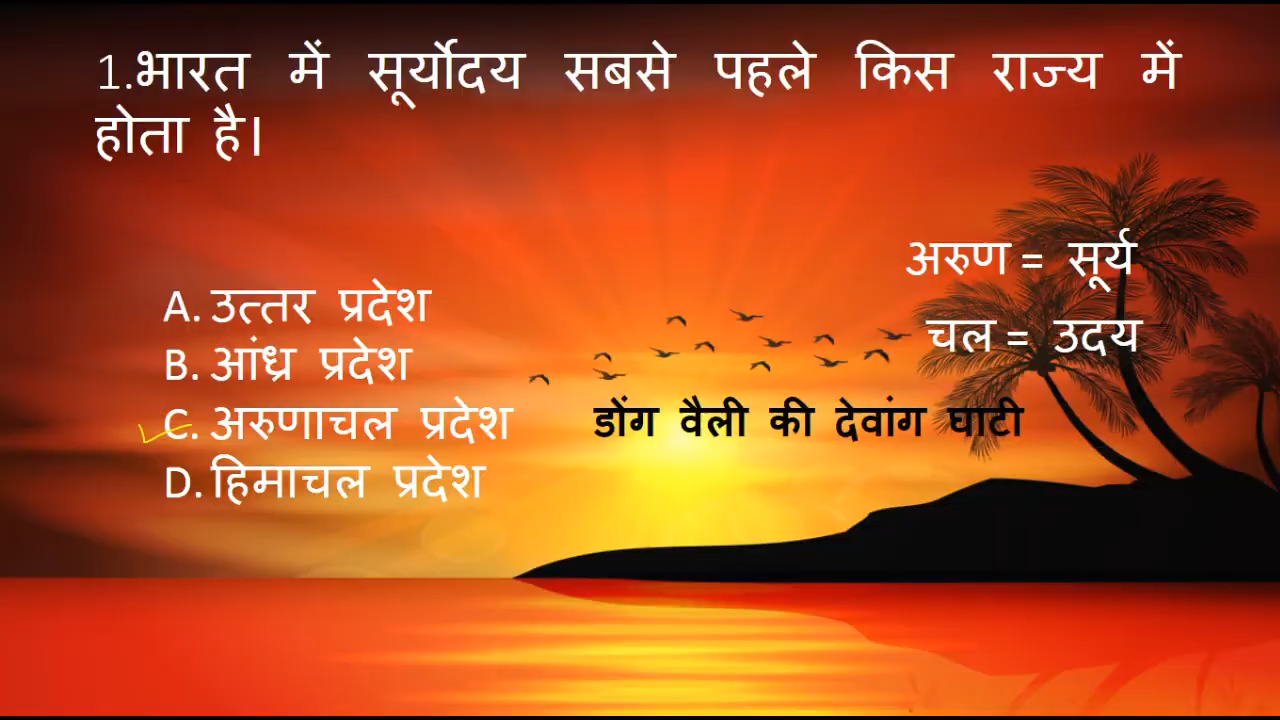 1.भारत में सूर्योदय सबसे पहले किस राज्य में
होता है।
अरुण = सूर्य
चल = उदय
A. उत्तर प्रदेश
B. आंध्र प्रदेश
C. अरुणाचल प्रदेश
डोंग वैली की देवांग घाटी
D. हिमाचल प्रदेश